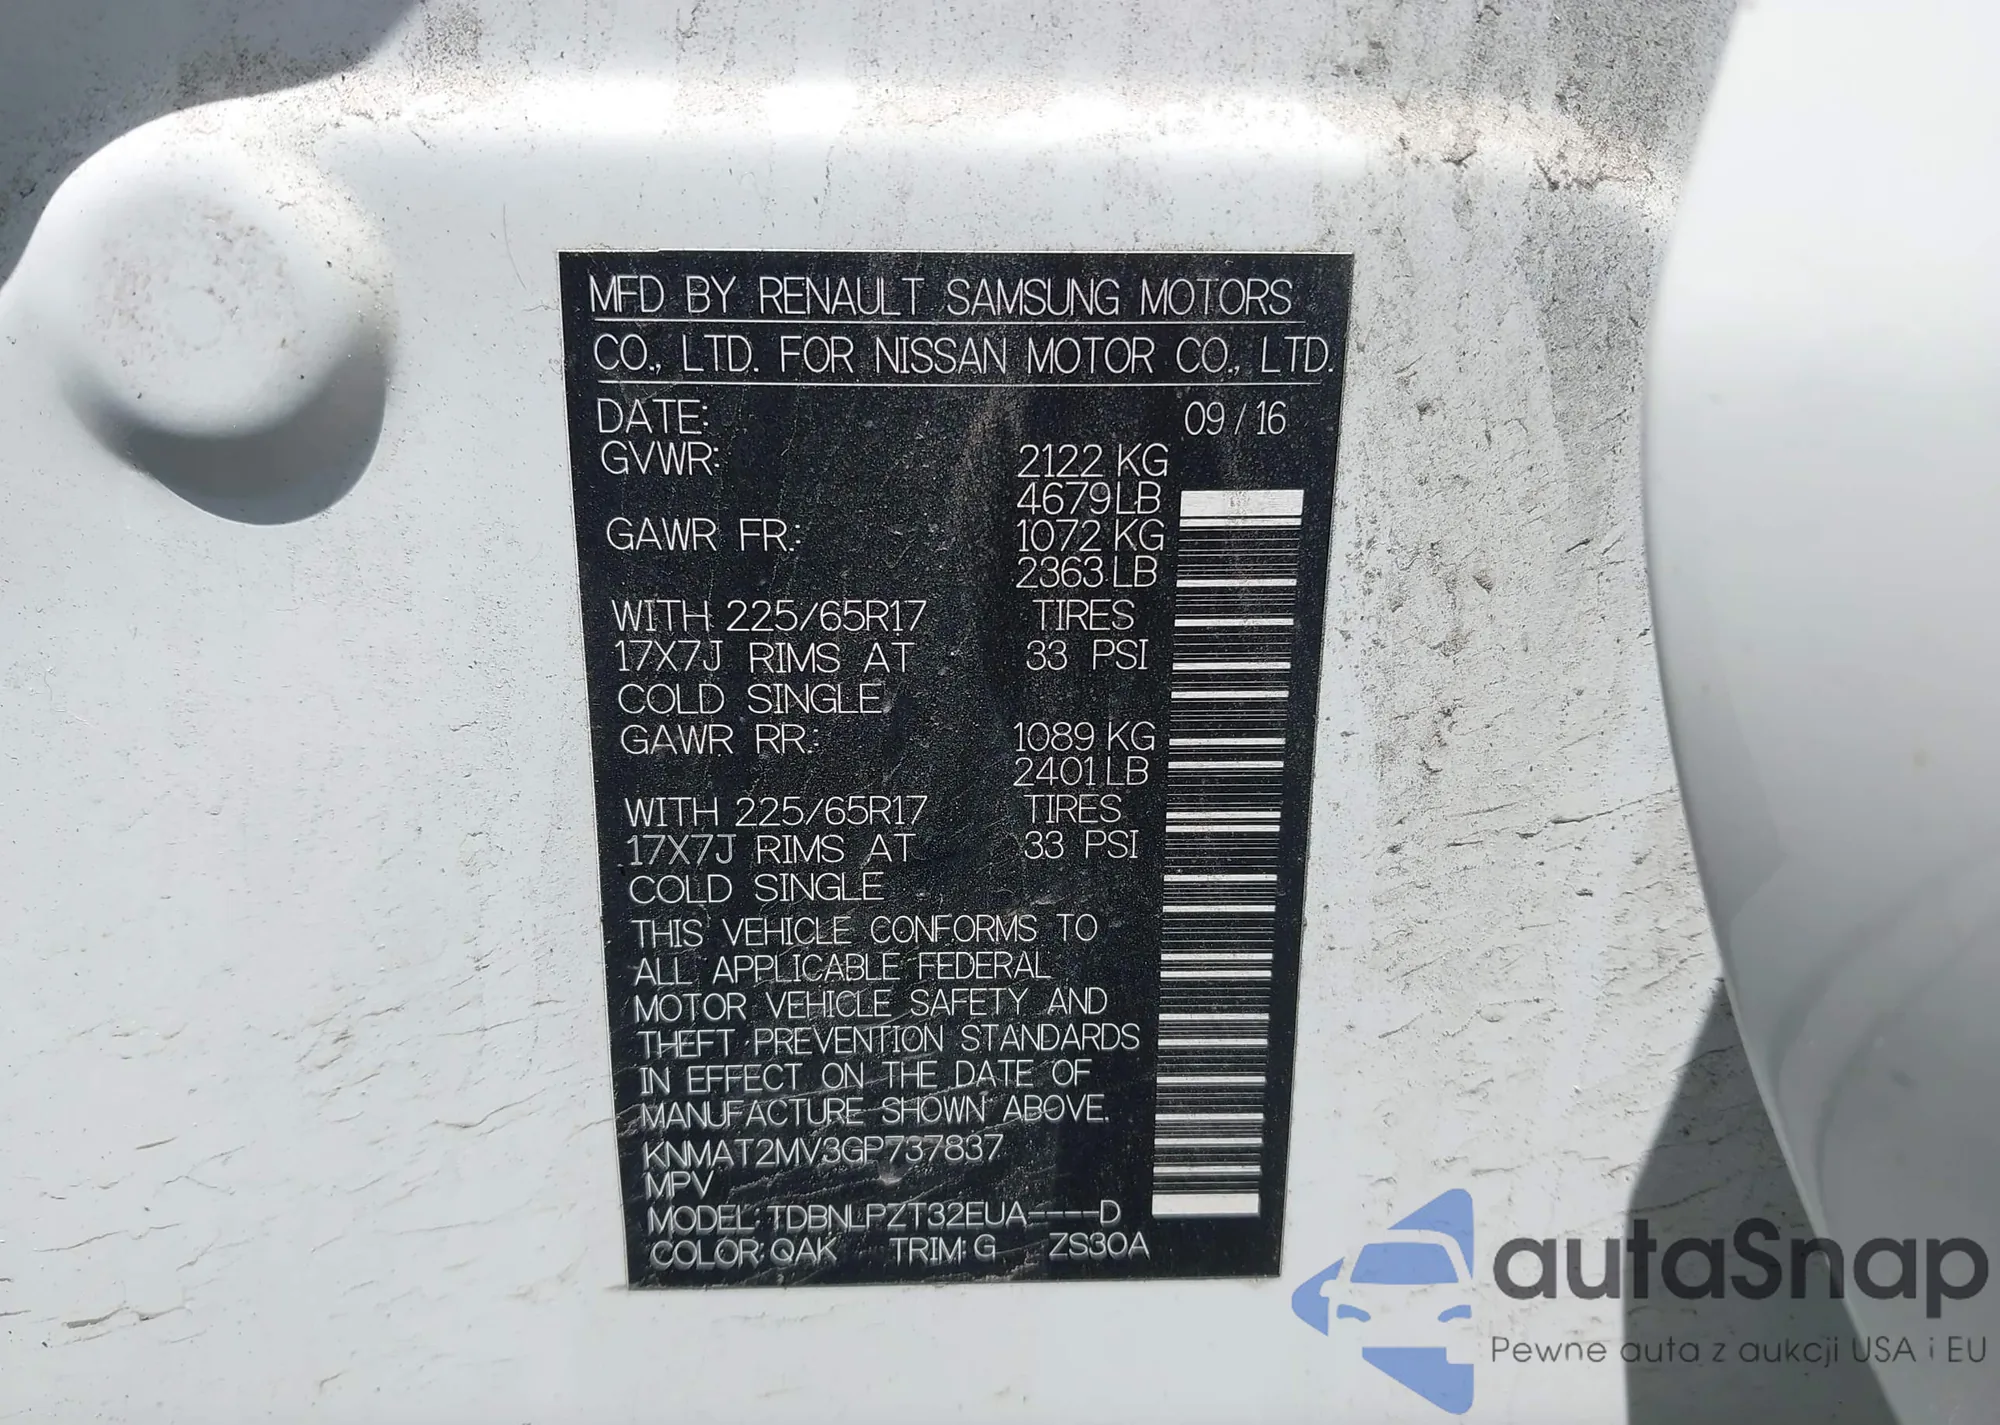 MFD BY RENAULT SAMSUNG MOTORS
CO., LTD. FOR NISSAN MOTOR CO., LTD.
DATE: 09 / 16
GVWR: 2122 KG
4679 LB
GAWR FR.: 1072 KG
2363 LB
WITH 225/65R17 TIRES
17X7J RIMS AT 33 PSI
COLD SINGLE
GAWR RR.: 1089 KG
2401 LB
WITH 225/65R17 TIRES
17X7J RIMS AT 33 PSI
COLD SINGLE
THIS VEHICLE CONFORMS TO
ALL APPLICABLE FEDERAL
MOTOR VEHICLE SAFETY AND
THEFT PREVENTION STANDARDS
IN EFFECT ON THE DATE OF
MANUFACTURE SHOWN ABOVE.
KNMAT2MV3GP737837
MPV
MODEL: TDBNLPZT32EUA----D
COLOR: QAK TRIM: G ZS30A
autaSnap
Pewne auta z aukcji USA i EU